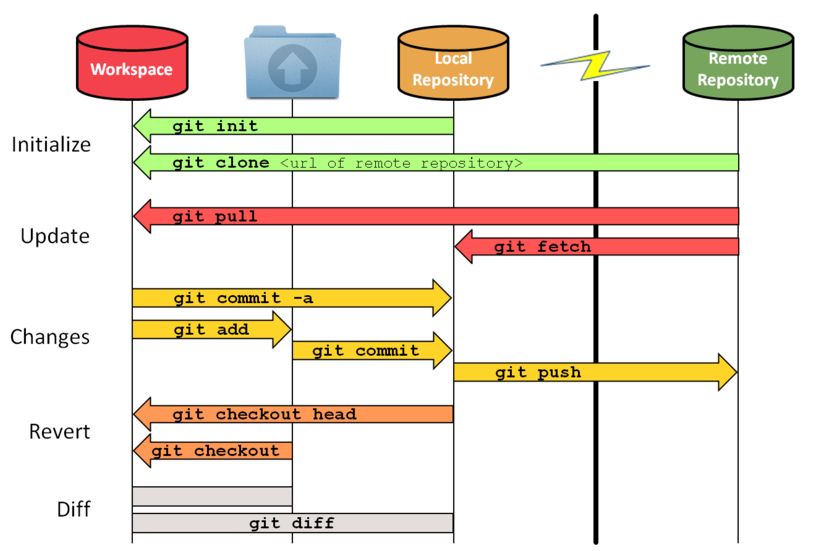 Workspace
Local
Repository
Remote
Repository
Initialize
git init
git clone <url of remote repository>
Update
git pull
git fetch
Changes
git commit -a
git add
git commit
git push
Revert
git checkout head
git checkout
Diff
git diff